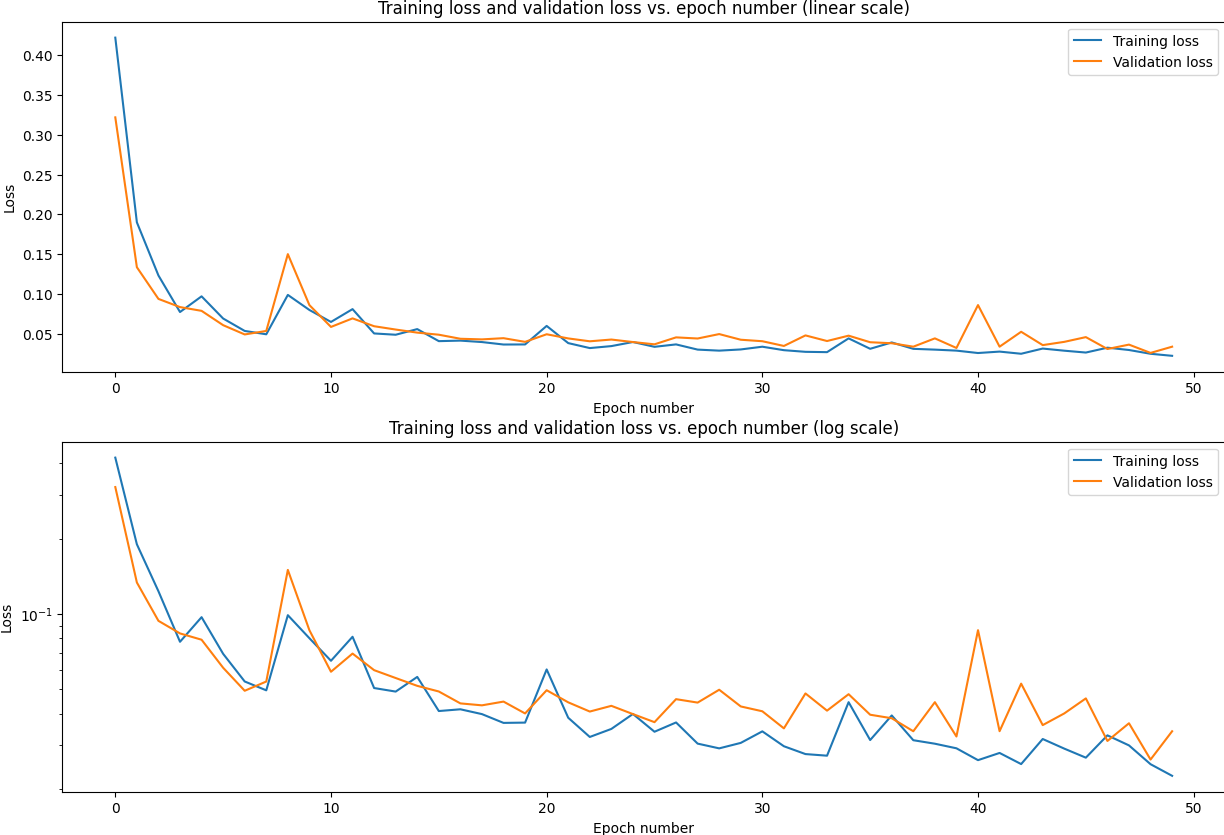 Training loss and validation loss vs. epoch number (linear scale)
Training loss
Validation loss
0.40
0.35
0.30
0.25
0.20
0.15
0.10
0.05
Loss
0 10 20 30 40 50
Epoch number
Training loss and validation loss vs. epoch number (log scale)
Training loss
Validation loss
10⁻¹
Loss
0 10 20 30 40 50
Epoch number